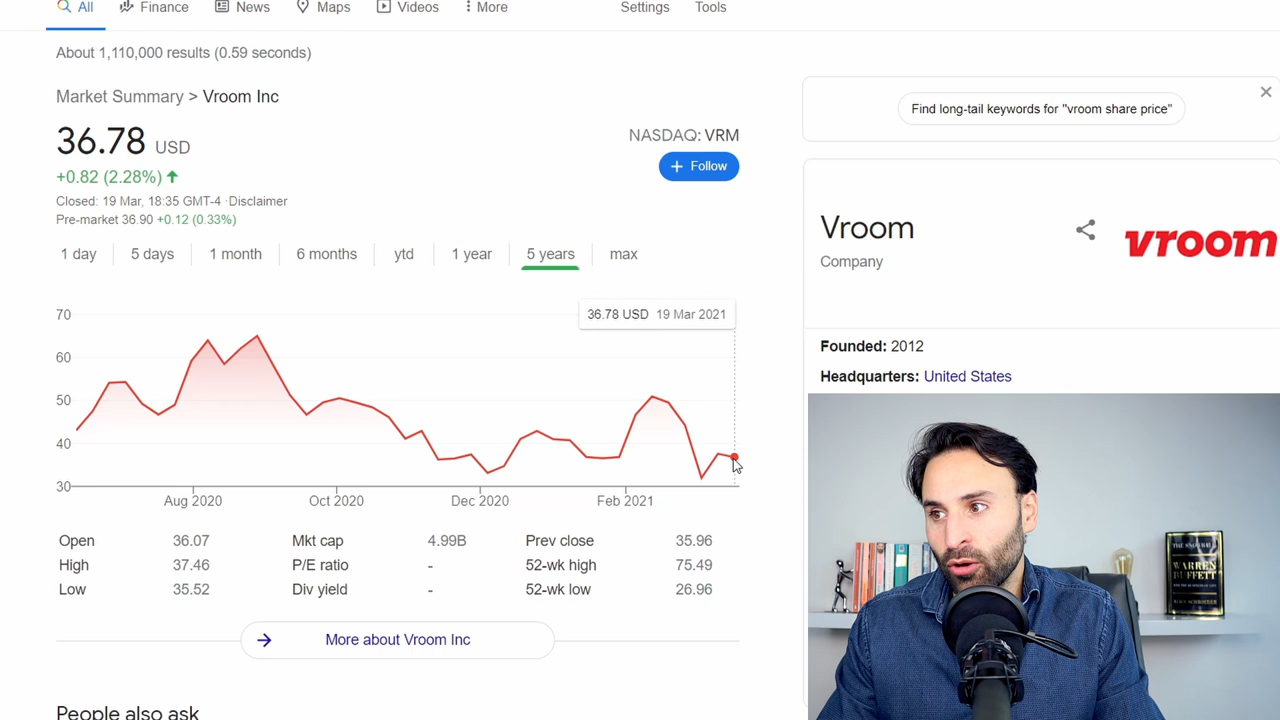 All Finance News Maps Videos More Settings Tools
About 1,110,000 results (0.59 seconds)
Market Summary > Vroom Inc
36.78 USD
+0.82 (2.28%)
Closed: 19 Mar, 18:35 GMT-4 · Disclaimer
Pre-market 36.90 +0.12 (0.33%)
NASDAQ: VRM
+ Follow
1 day 5 days 1 month 6 months ytd 1 year 5 years max
36.78 USD 19 Mar 2021
70
60
50
40
30
Aug 2020 Oct 2020 Dec 2020 Feb 2021
Open 36.07 Mkt cap 4.99B Prev close 35.96
High 37.46 P/E ratio - 52-wk high 75.49
Low 35.52 Div yield - 52-wk low 26.96
More about Vroom Inc
People also ask
Find long-tail keywords for "vroom share price"
Vroom
Company
vroom
Founded: 2012
Headquarters: United States
THE SNOWBALL
WARREN
BUFFETT